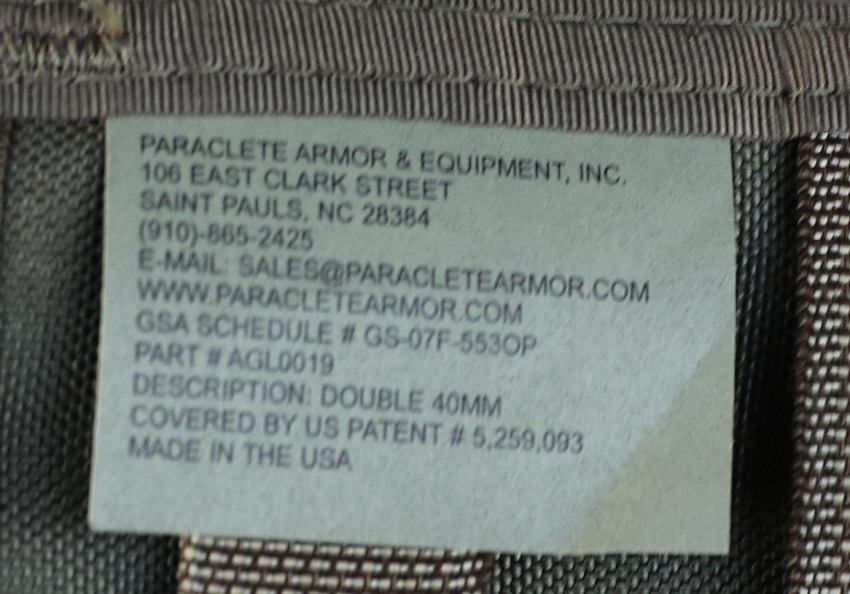 PARACLETE ARMOR & EQUIPMENT, INC.
106 EAST CLARK STREET
SAINT PAULS, NC 28384
(910)-865-2425
E-MAIL: SALES@PARACLETEARMOR.COM
WWW.PARACLETEARMOR.COM
GSA SCHEDULE # GS-07F-553OP
PART # AGL0019
DESCRIPTION: DOUBLE 40MM
COVERED BY US PATENT # 5,259,093
MADE IN THE USA